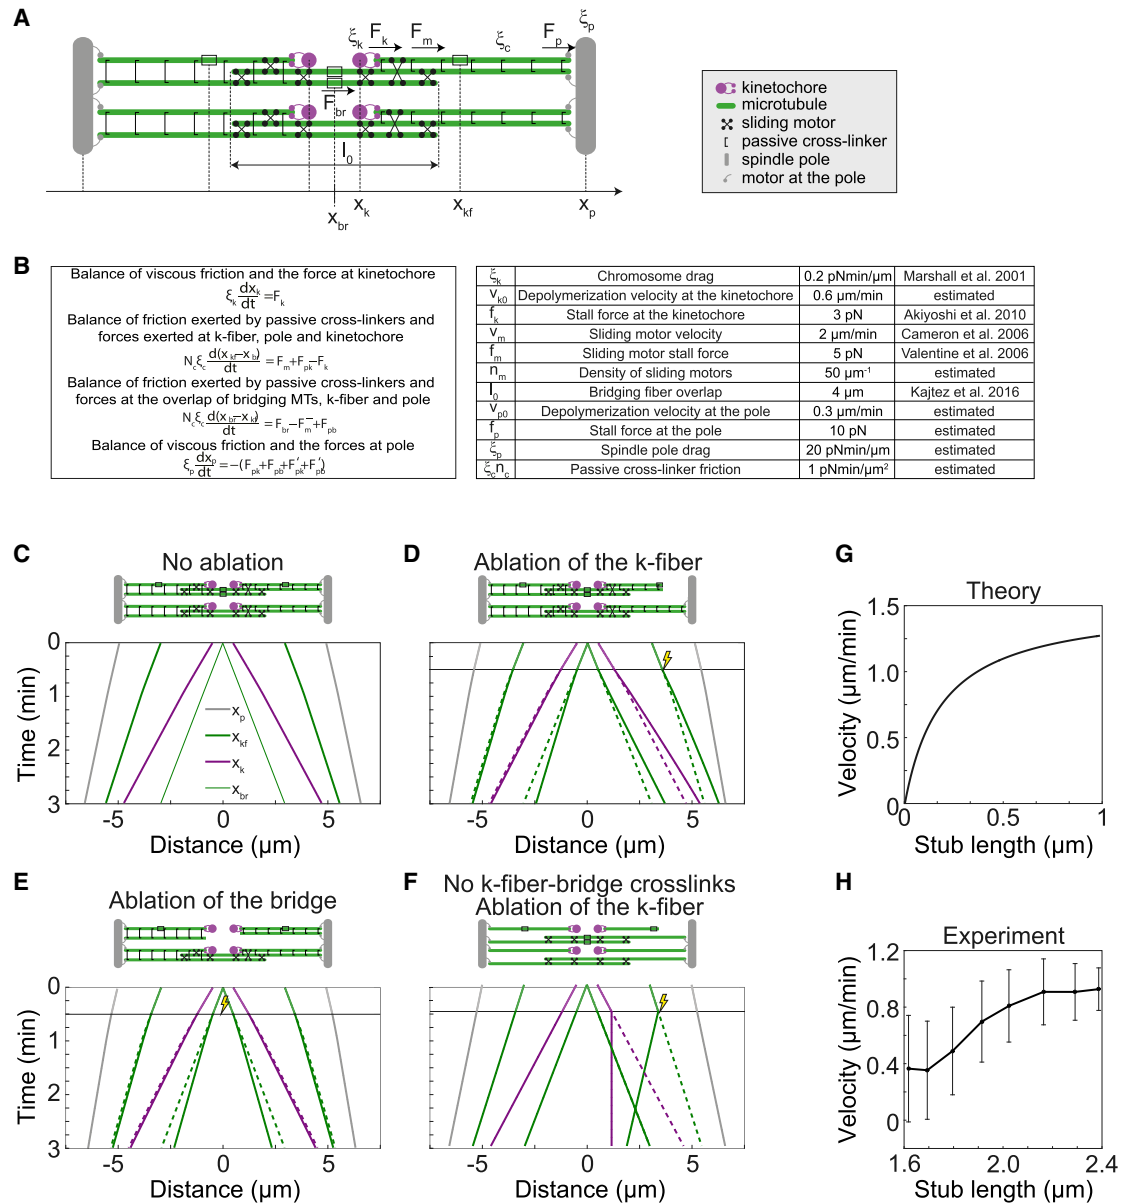 A
ξk
Fk
Fm
ξc
Fp
ξp
Fbr
l0
xbr
xk
xkf
xp
kinetochore
microtubule
sliding motor
passive cross-linker
spindle pole
motor at the pole
B
Balance of viscous friction and the force at kinetochore
ξk dxk/dt =Fk
Balance of friction exerted by passive cross-linkers and
forces exerted at k-fiber, pole and kinetochore
Ncξc d(xkf-xbr)/dt = Fm+Fpk-Fk
Balance of friction exerted by passive cross-linkers and
forces at the overlap of bridging MTs, k-fiber and pole
Ncξc d(xbr-xkf)/dt = Fbr-Fm-+Fpb
Balance of viscous friction and the forces at pole
ξp dxp/dt =-(Fpk+Fpb+F'pk+F'pb)
ξk Chromosome drag 0.2 pNmin/µm Marshall et al. 2001
vk0 Depolymerization velocity at the kinetochore 0.6 µm/min estimated
fk Stall force at the kinetochore 3 pN Akiyoshi et al. 2010
vm Sliding motor velocity 2 µm/min Cameron et al. 2006
fm Sliding motor stall force 5 pN Valentine et al. 2006
nm Density of sliding motors 50 µm-1 estimated
l0 Bridging fiber overlap 4 µm Kajtez et al. 2016
vp0 Depolymerization velocity at the pole 0.3 µm/min estimated
fp Stall force at the pole 10 pN estimated
ξp Spindle pole drag 20 pNmin/µm estimated
ξcnc Passive cross-linker friction 1 pNmin/µm2 estimated
C
No ablation
0
1
2
3
Time (min)
xp
xkf
xk
xbr
-5 0 5
Distance (µm)
D
Ablation of the k-fiber
-5 0 5
Distance (µm)
G
Theory
1.5
1.0
0.5
0
Velocity (µm/min)
0 0.5 1
Stub length (µm)
E
Ablation of the bridge
0
1
2
3
Time (min)
-5 0 5
Distance (µm)
F
No k-fiber-bridge crosslinks
Ablation of the k-fiber
-5 0 5
Distance (µm)
H
Experiment
1.2
0.8
0.4
0
Velocity (µm/min)
1.6 2.0 2.4
Stub length (µm)